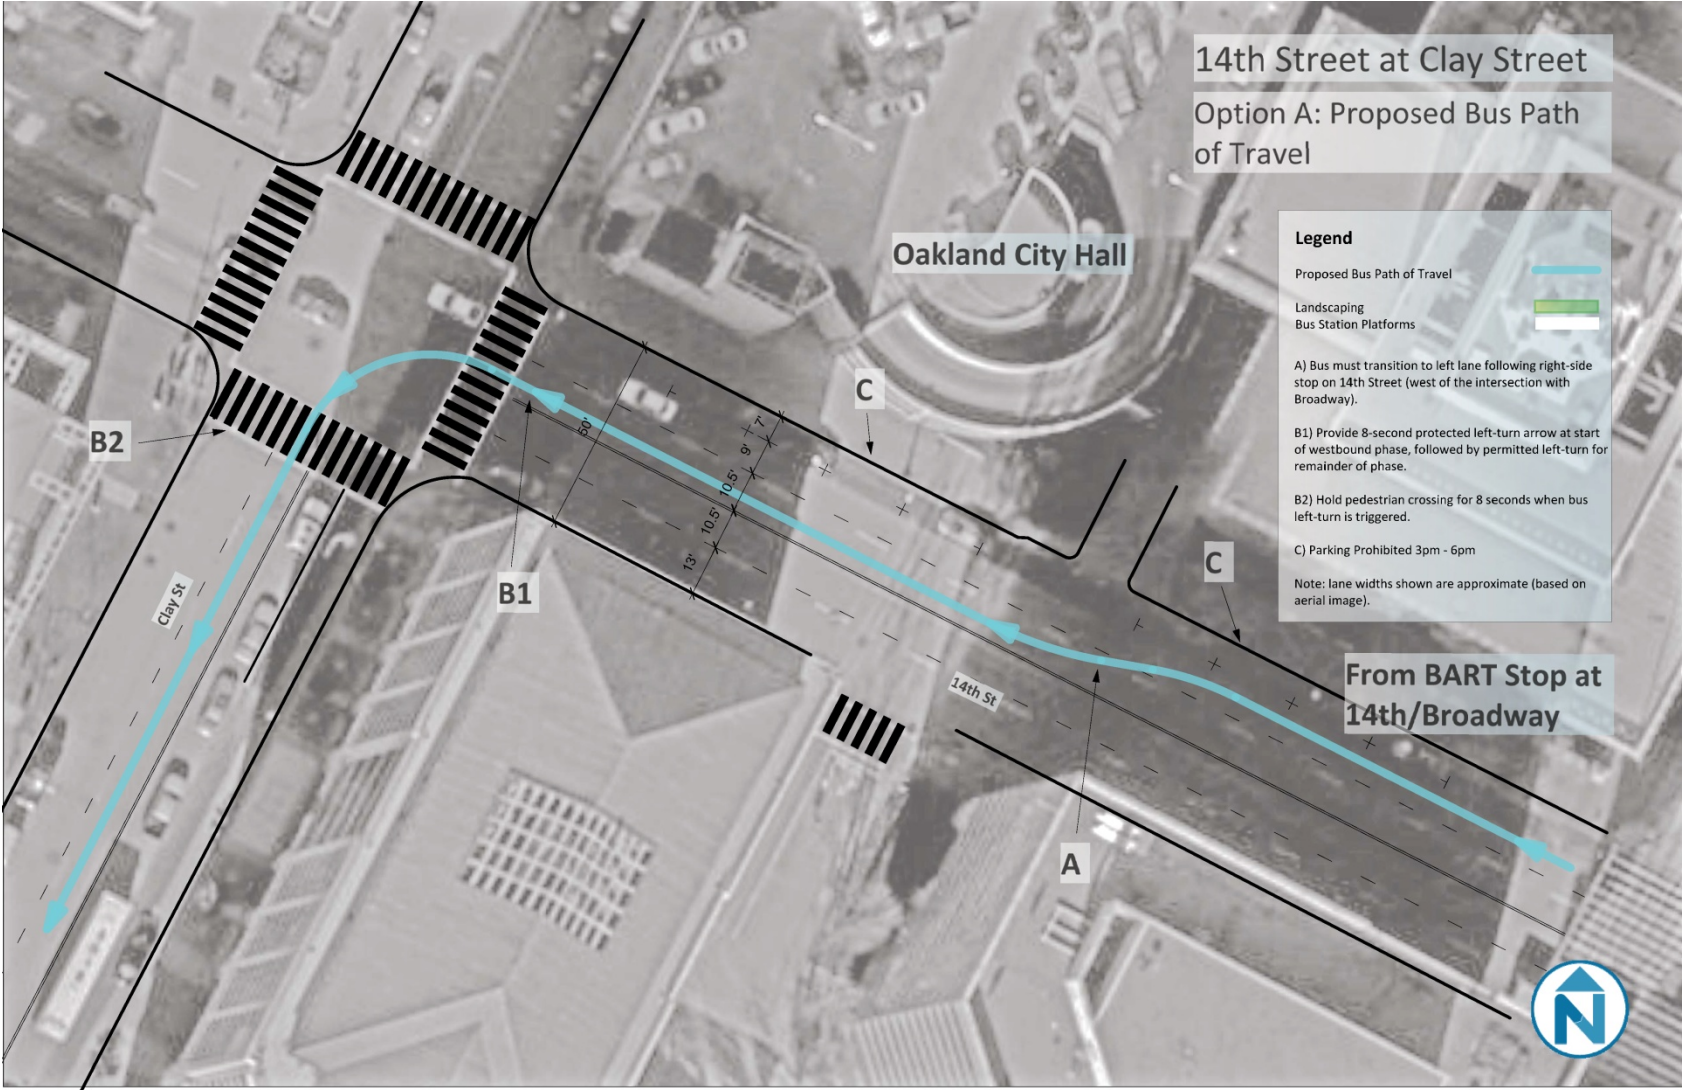 14th Street at Clay Street
Option A: Proposed Bus Path
of Travel
Oakland City Hall
Legend
Proposed Bus Path of Travel
Landscaping
Bus Station Platforms
A) Bus must transition to left lane following right-side
stop on 14th Street (west of the intersection with
Broadway).
B1) Provide 8-second protected left-turn arrow at start
of westbound phase, followed by permitted left-turn for
remainder of phase.
B2) Hold pedestrian crossing for 8 seconds when bus
left-turn is triggered.
C) Parking Prohibited 3pm - 6pm
Note: lane widths shown are approximate (based on
aerial image).
C
B2
50'
7'
9'
10.5'
10.5'
13'
B1
C
Clay St
14th St
From BART Stop at
14th/Broadway
A
N